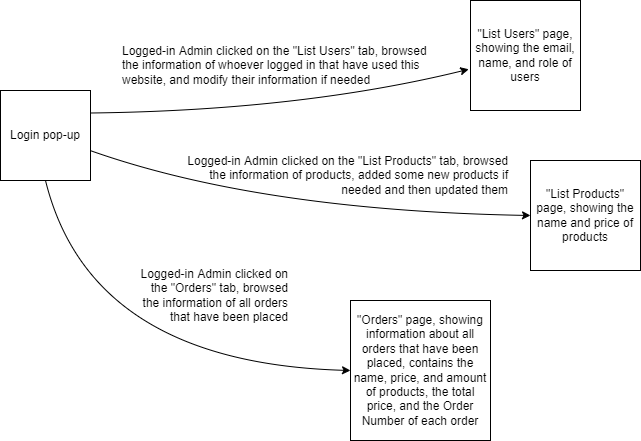 Login pop-up
Logged-in Admin clicked on the "List Users" tab, browsed
the information of whoever logged in that have used this
website, and modify their information if needed
"List Users" page,
showing the email,
name, and role of
users
Logged-in Admin clicked on the "List Products" tab, browsed
the information of products, added some new products if
needed and then updated them
"List Products"
page, showing the
name and price of
products
Logged-in Admin clicked on
the "Orders" tab, browsed
the information of all orders
that have been placed
"Orders" page, showing
information about all
orders that have been
placed, contains the
name, price, and amount
of products, the total
price, and the Order
Number of each order